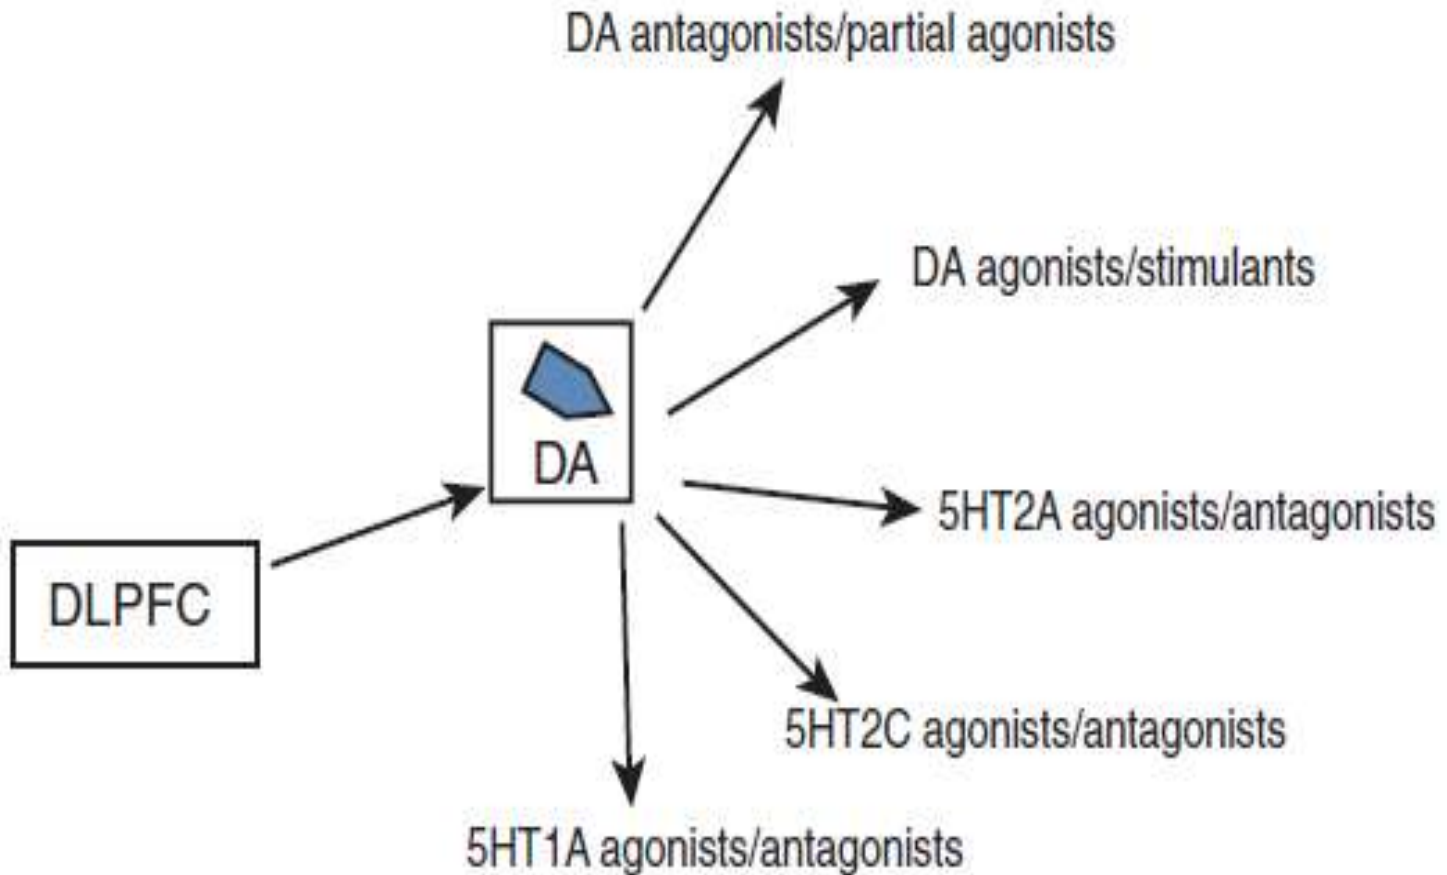 DA antagonists/partial agonists
DA agonists/stimulants
DA
5HT2A agonists/antagonists
DLPFC
5HT2C agonists/antagonists
5HT1A agonists/antagonists